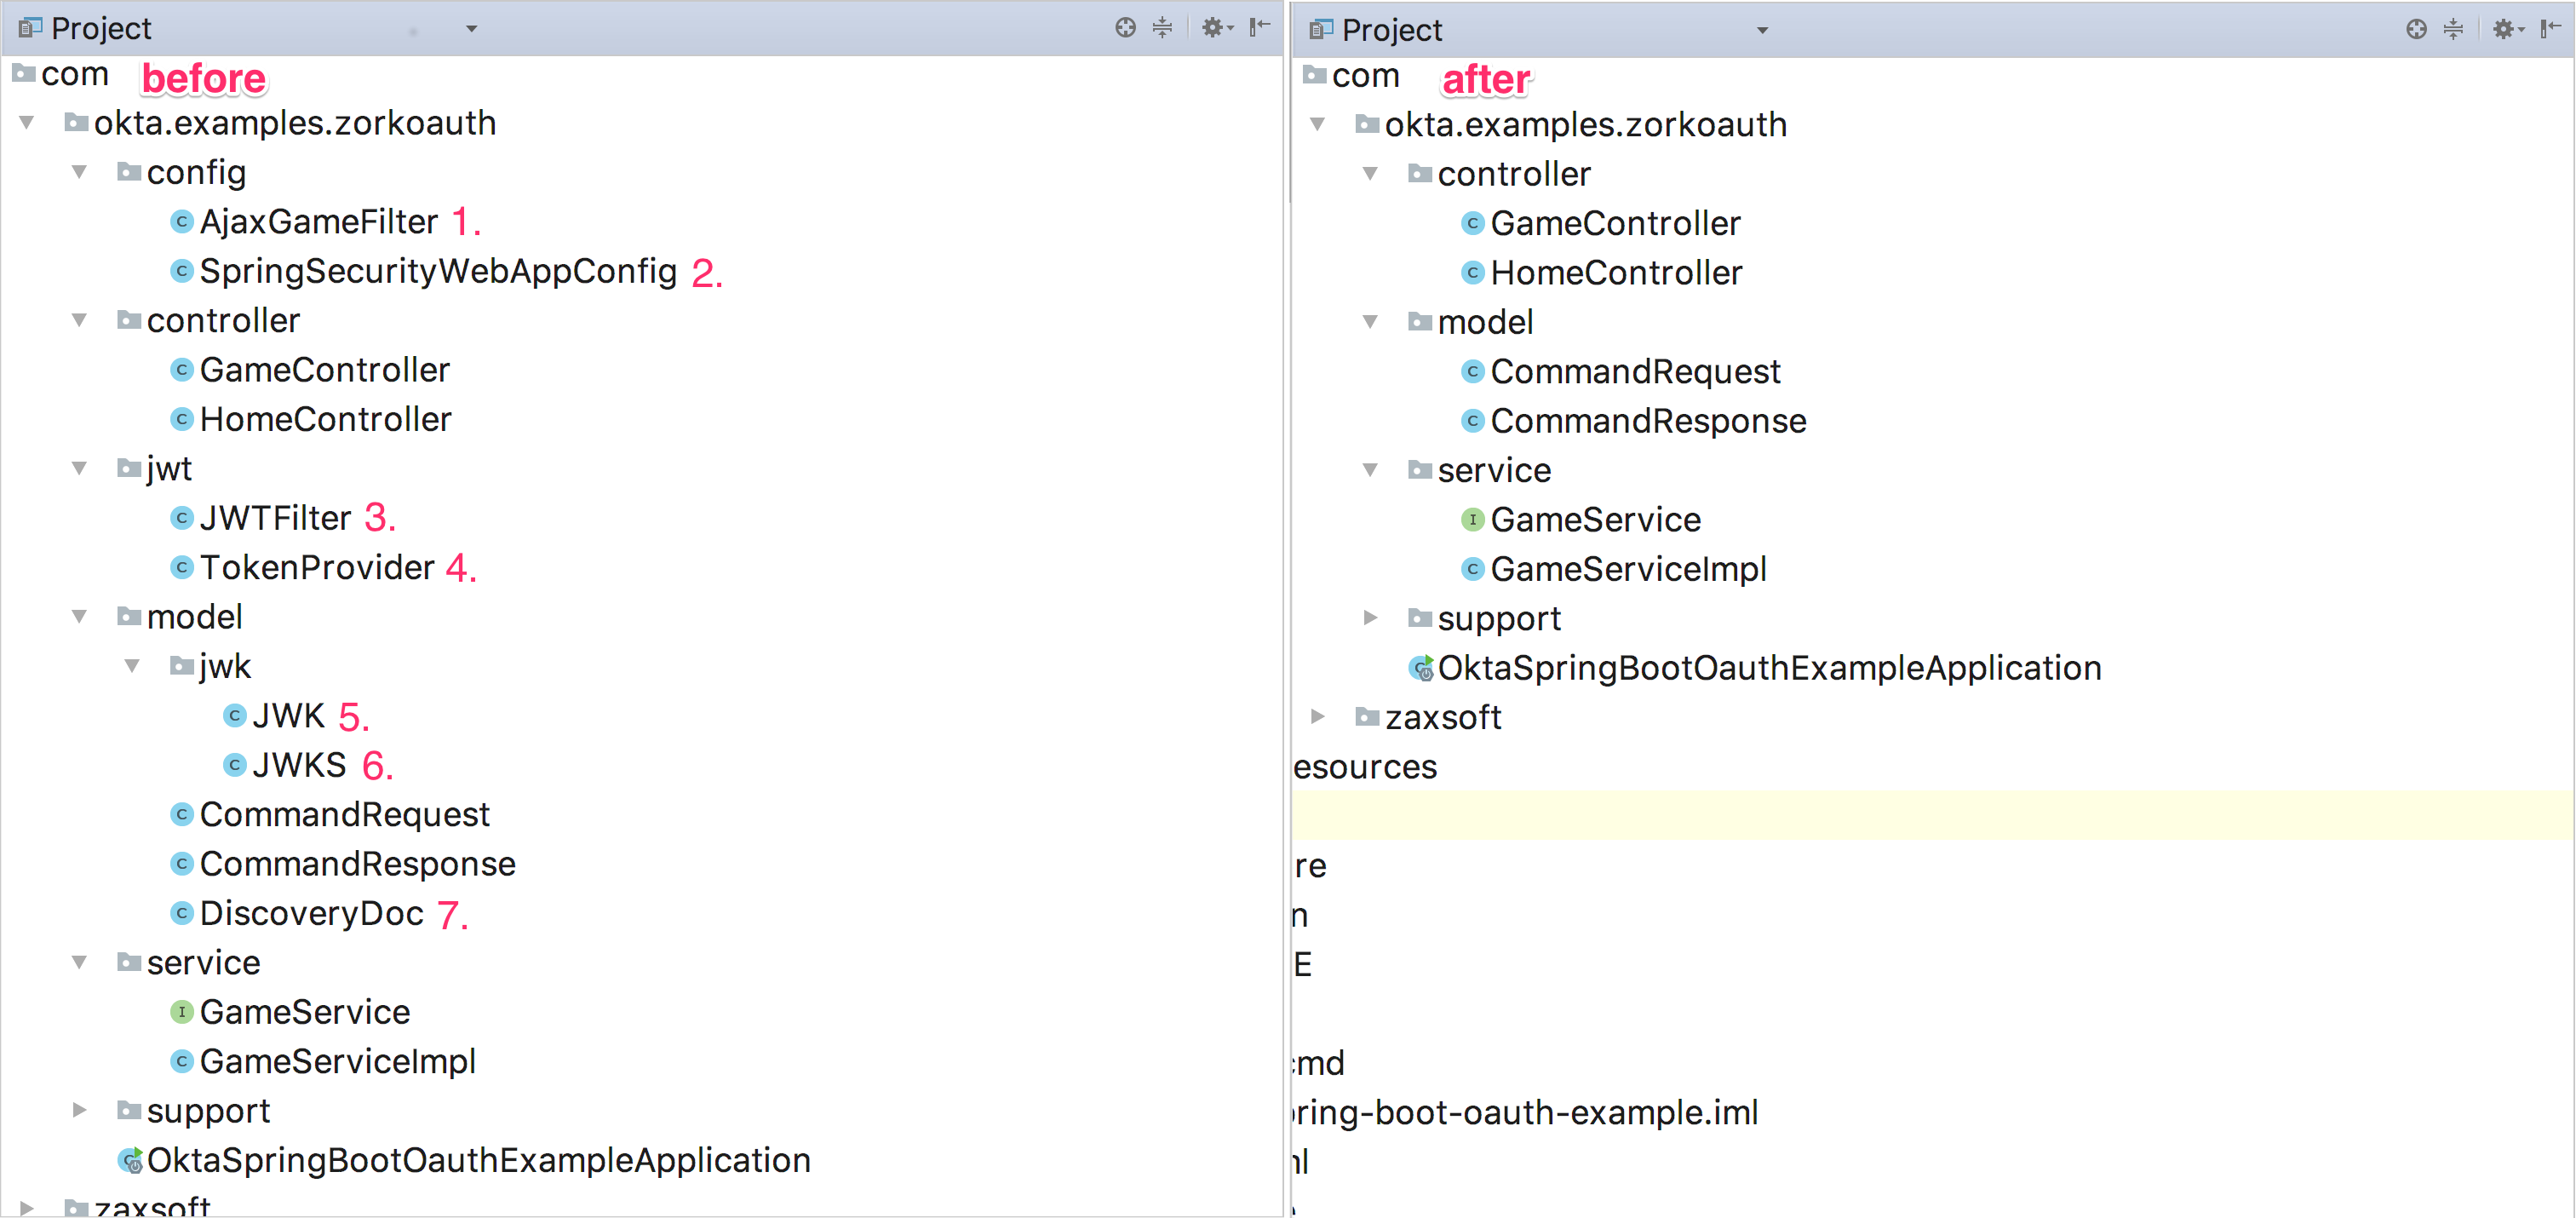 Project
com before
okta.examples.zorkoauth
config
AjaxGameFilter 1.
SpringSecurityWebAppConfig 2.
controller
GameController
HomeController
jwt
JWTFilter 3.
TokenProvider 4.
model
jwk
JWK 5.
JWKS 6.
CommandRequest
CommandResponse
DiscoveryDoc 7.
service
GameService
GameServiceImpl
support
OktaSpringBootOauthExampleApplication
zaxsoft
Project
com after
okta.examples.zorkoauth
controller
GameController
HomeController
model
CommandRequest
CommandResponse
service
GameService
GameServiceImpl
support
OktaSpringBootOauthExampleApplication
zaxsoft
esources
re
n
E
cmd
pring-boot-oauth-example.iml